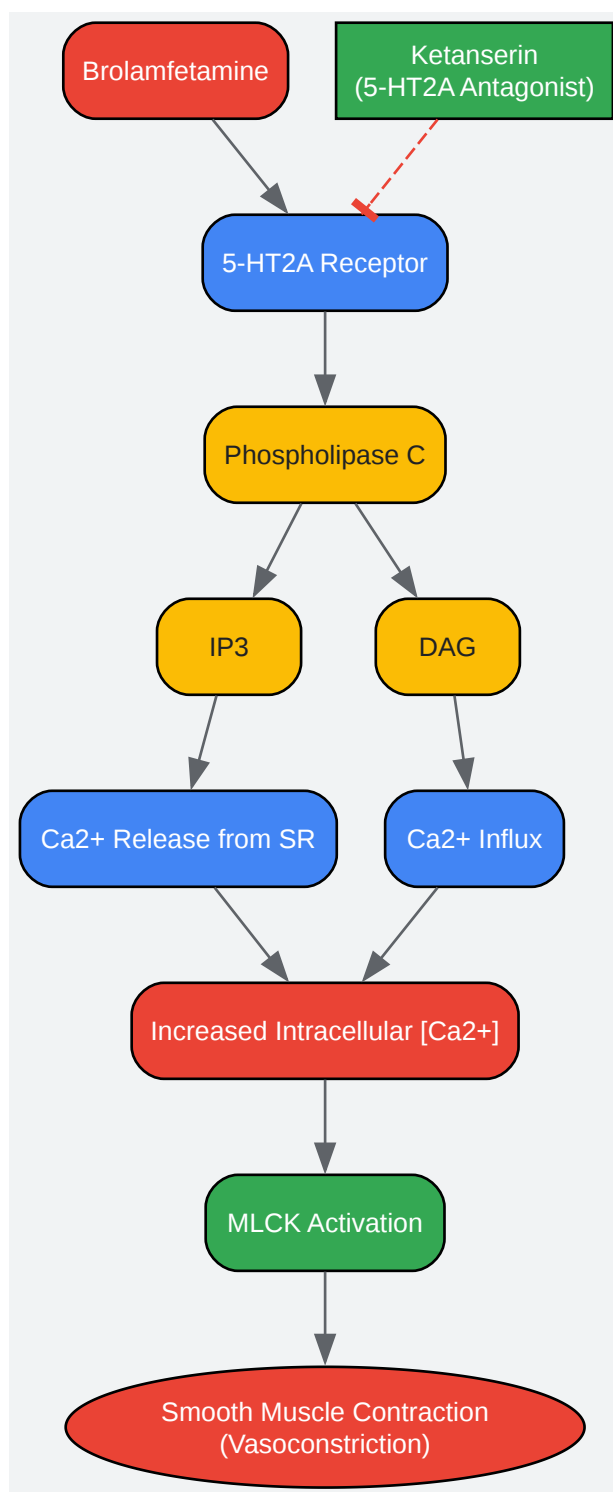 Brolamfetamine
Ketanserin
(5-HT2A Antagonist)
5-HT2A Receptor
Phospholipase C
IP3
DAG
Ca2+ Release from SR
Ca2+ Influx
Increased Intracellular [Ca2+]
MLCK Activation
Smooth Muscle Contraction
(Vasoconstriction)